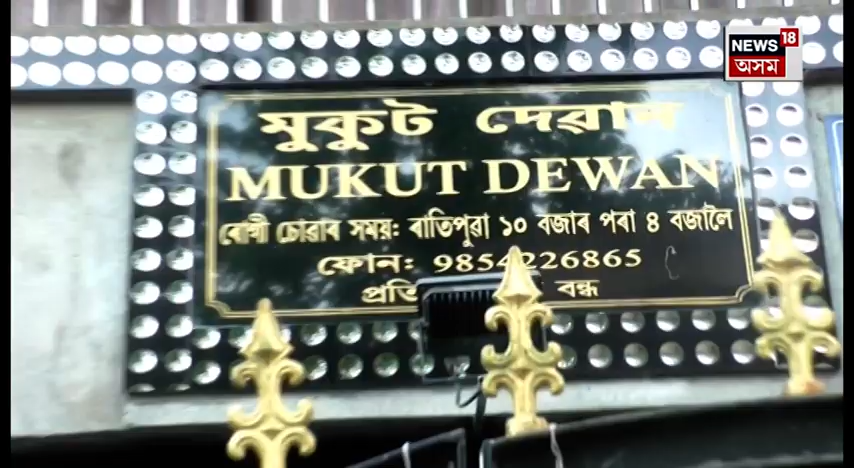 NEWS 18
অসম
মুকুট দেৱান
MUKUT DEWAN
ৰোগী চোৱাৰ সময়: ৰাতিপুৱা ১০ বজাৰ পৰা ৪ বজালৈ
ফোন: 9854226865
বন্ধ